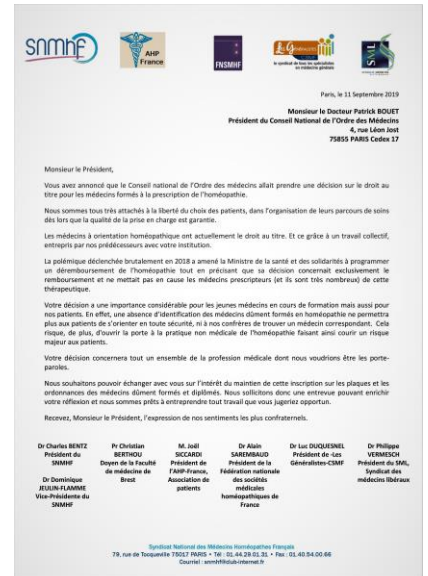 snmhf
AHP
France
FNSMHF
Les Généralistes
le syndicat de tous les spécialistes
en médecine générale
SML
Paris, le 11 Septembre 2019
Monsieur le Docteur Patrick BOUET
Président du Conseil National de l'Ordre des Médecins
4, rue Léon Jost
75855 PARIS Cedex 17
Monsieur le Président,
Vous avez annoncé que le Conseil national de l'Ordre des médecins allait prendre une décision sur le droit au
titre pour les médecins formés à la prescription de l'homéopathie.
Nous sommes tous très attachés à la liberté du choix des patients, dans l'organisation de leurs parcours de soins
dès lors que la qualité de la prise en charge est garantie.
Les médecins à orientation homéopathique ont actuellement le droit au titre. Et ce grâce à un travail collectif,
entrepris par nos prédécesseurs avec votre institution.
La polémique déclenchée brutalement en 2018 a amené la Ministre de la santé et des solidarités à programmer
un déremboursement de l'homéopathie tout en précisant que sa décision concernait exclusivement le
remboursement et ne mettait pas en cause les médecins prescripteurs (et ils sont très nombreux) de cette
thérapeutique.
Votre décision a une importance considérable pour les jeunes médecins en cours de formation mais aussi pour
nos patients. En effet, une absence d'identification des médecins dûment formés en homéopathie ne permettra
plus aux patients de s'orienter en toute sécurité, ni à nos confrères de trouver un médecin correspondant. Cela
risque, de plus, d'ouvrir la porte à la pratique non médicale de l'homéopathie faisant ainsi courir un risque
majeur aux patients.
Votre décision concernera tout un ensemble de la profession médicale dont nous voudrions être les porte-
paroles.
Nous souhaitons pouvoir échanger avec vous sur l'intérêt du maintien de cette inscription sur les plaques et les
ordonnances des médecins dûment formés et diplômés. Nous sollicitons donc une entrevue pouvant enrichir
votre réflexion et nous sommes prêts à entreprendre tout travail que vous jugeriez opportun.
Recevez, Monsieur le Président, l'expression de nos sentiments les plus confraternels.
Dr Charles BENTZ
Président du
SNMHF
Dr Dominique
JEULIN-FLAMME
Vice-Présidente du
SNMHF
Pr Christian
BERTHOU
Doyen de la Faculté
de médecine de
Brest
M. Joël
SICCARDI
Président de
l'AHP-France,
Association de
patients
Dr Alain
SAREMBAUD
Président de la
Fédération nationale
des sociétés
médicales
homéopathiques de
France
Dr Luc DUQUESNEL
Président de -Les
Généralistes-CSMF
Dr Philippe
VERMESCH
Président du SML,
Syndicat des
médecins libéraux
Syndicat National des Médecins Homéopathes Français
79, rue de Tocqueville 75017 PARIS • Tél : 01.44.29.01.31 • Fax : 01.40.54.00.66
Courriel : snmhf@club-internet.fr